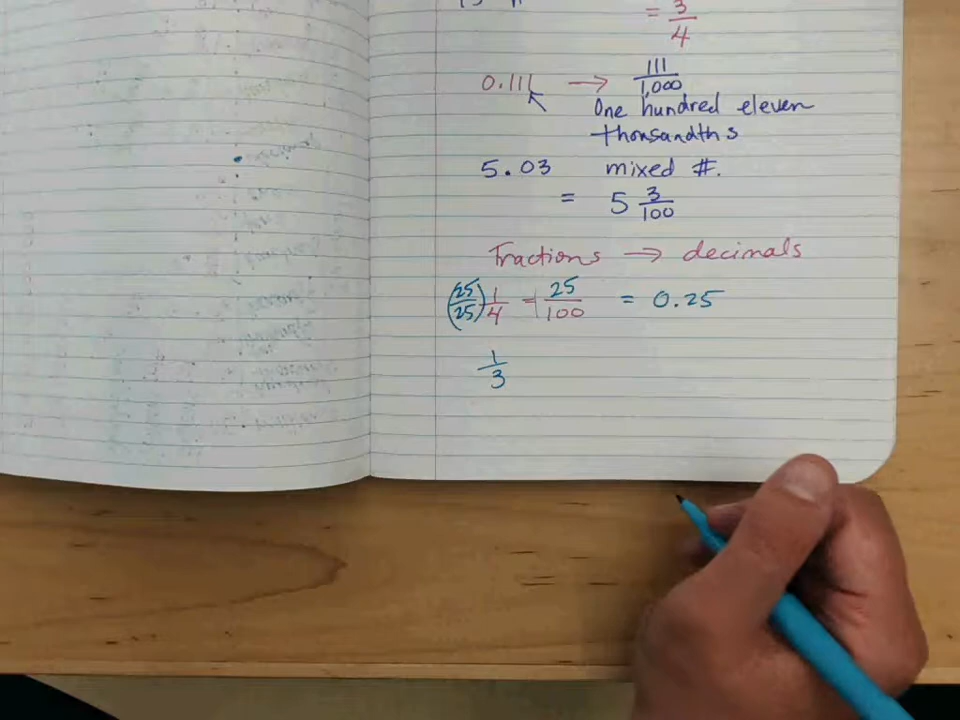 = 3/4
0.111 → 111/1,000
One hundred eleven
thousandths
5.03 mixed #.
= 5 3/100
Fractions → decimals
(25/25) 1/4 = 25/100 = 0.25
1/3